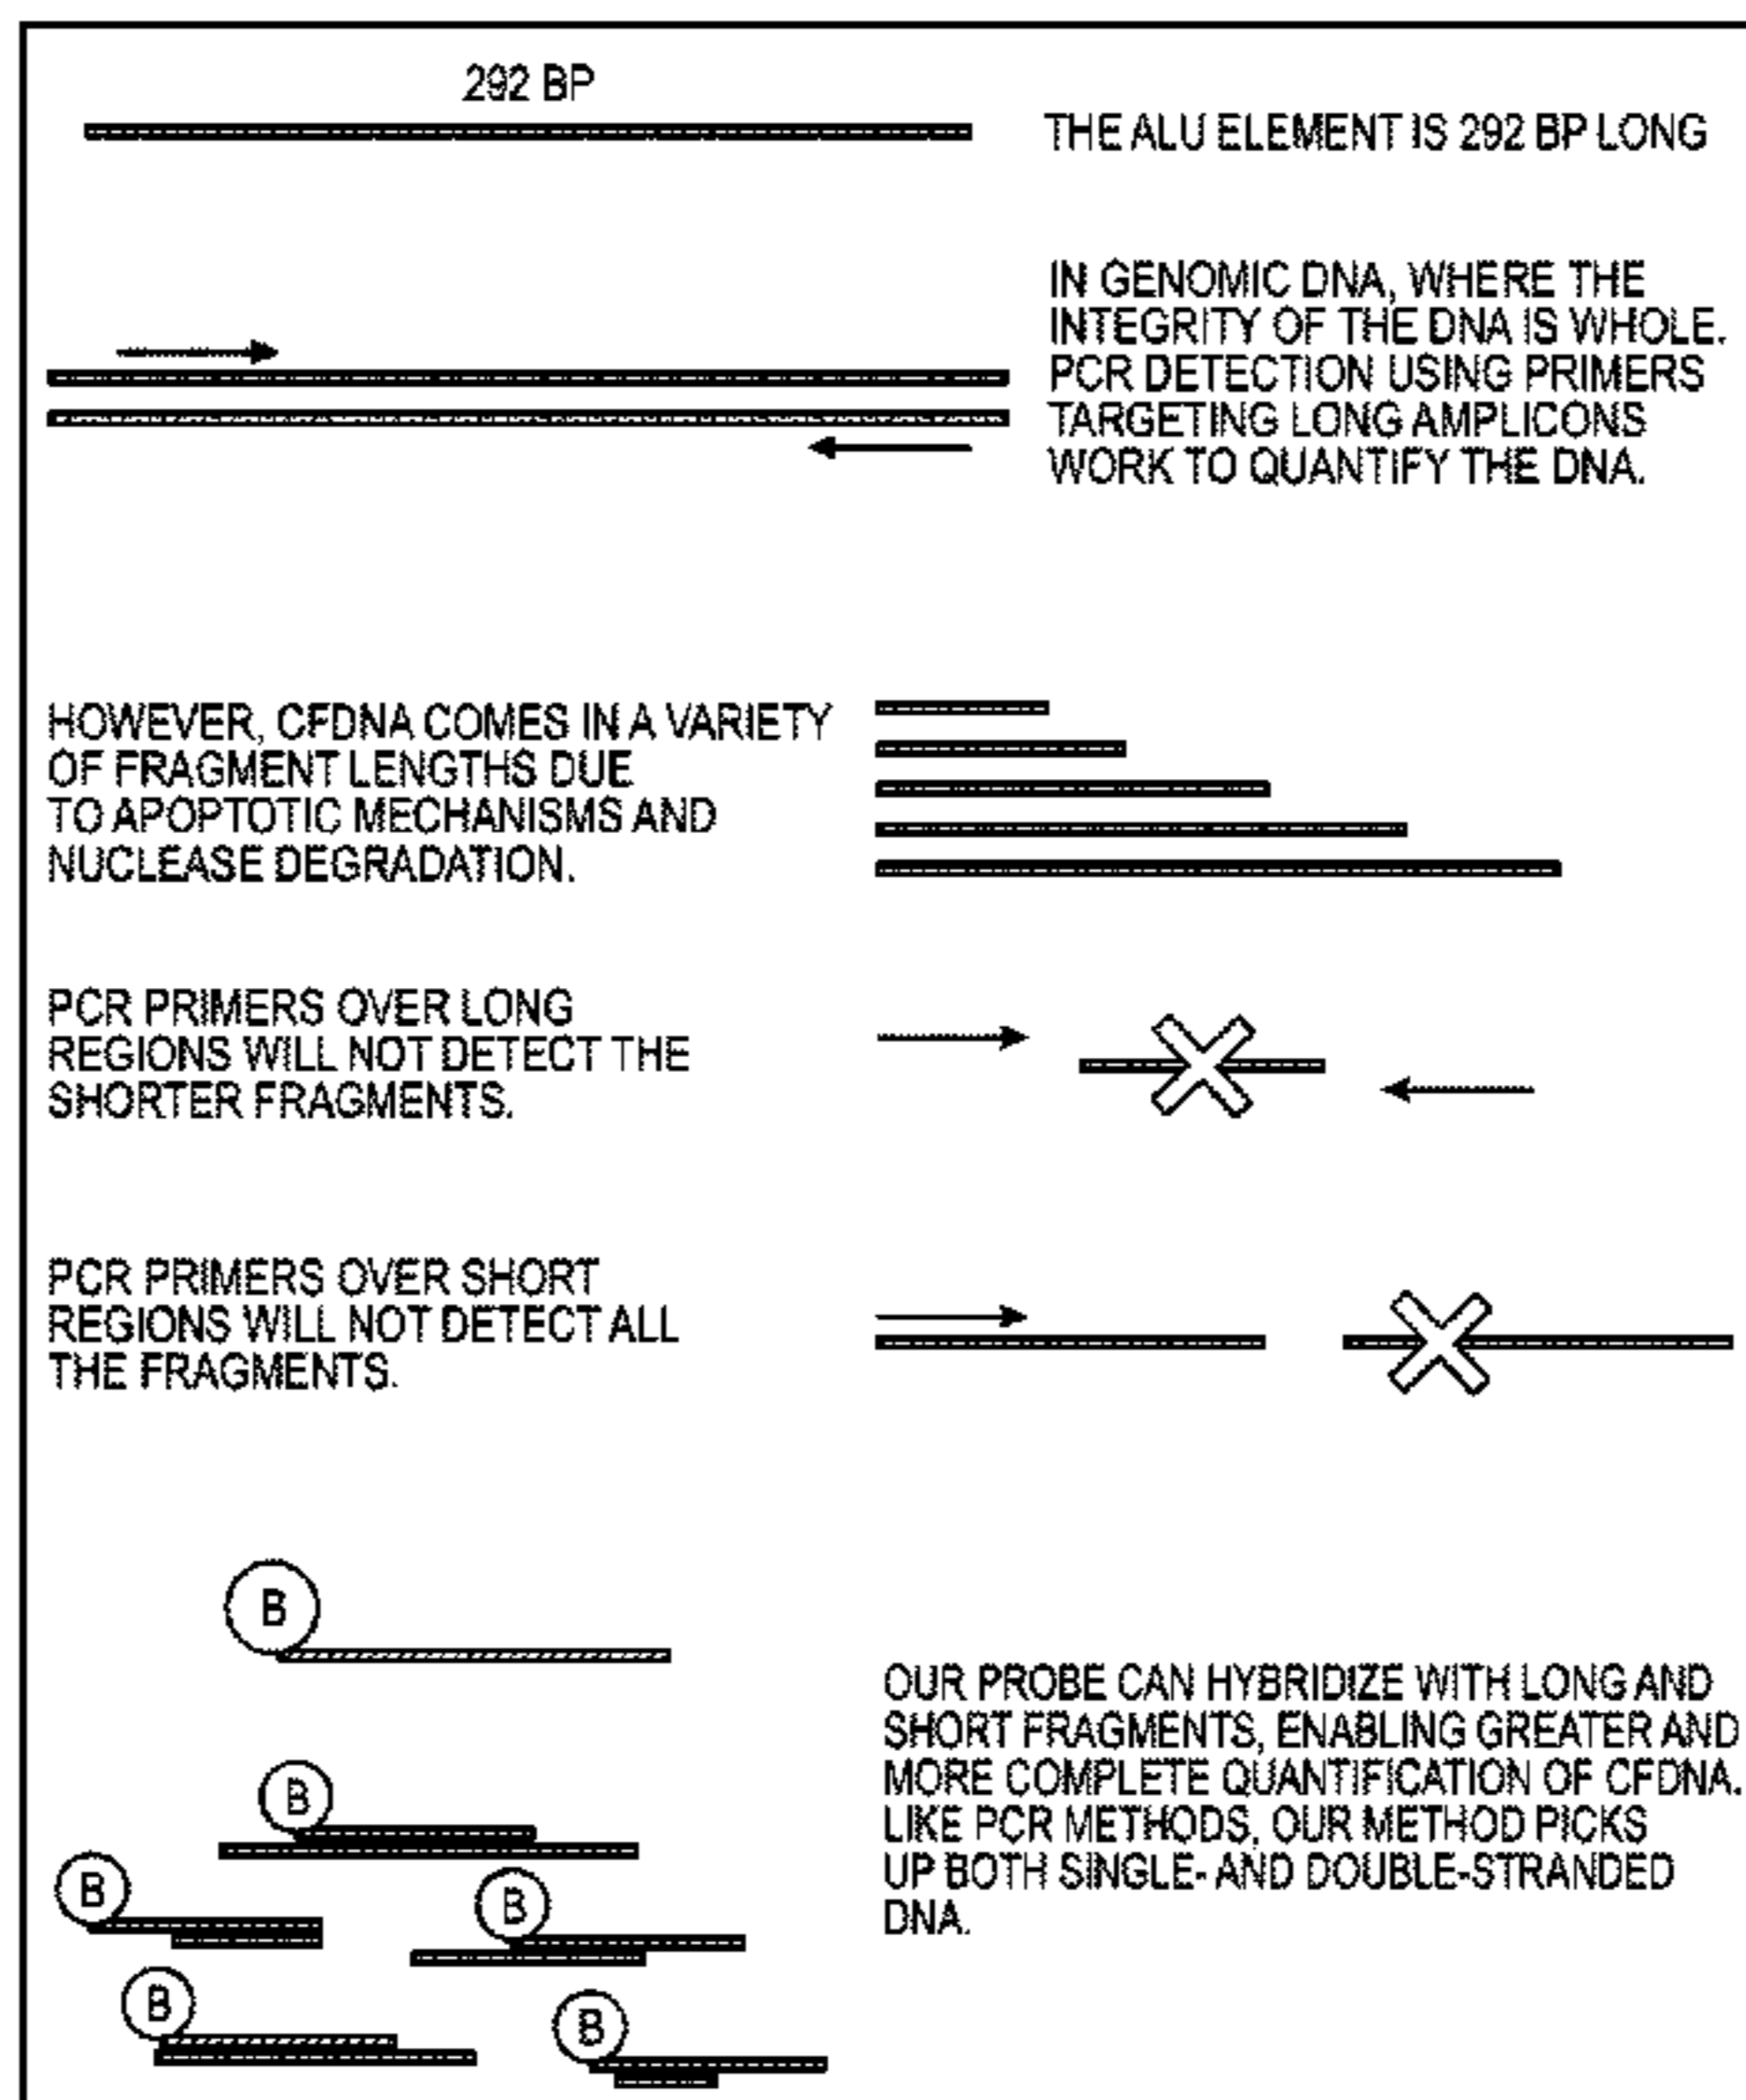 292 BP
THE ALU ELEMENT IS 292 BP LONG
IN GENOMIC DNA, WHERE THE
INTEGRITY OF THE DNA IS WHOLE.
PCR DETECTION USING PRIMERS
TARGETING LONG AMPLICONS
WORK TO QUANTIFY THE DNA.
HOWEVER, CFDNA COMES IN A VARIETY
OF FRAGMENT LENGTHS DUE
TO APOPTOTIC MECHANISMS AND
NUCLEASE DEGRADATION.
PCR PRIMERS OVER LONG
REGIONS WILL NOT DETECT THE
SHORTER FRAGMENTS.
PCR PRIMERS OVER SHORT
REGIONS WILL NOT DETECT ALL
THE FRAGMENTS.
B
OUR PROBE CAN HYBRIDIZE WITH LONG AND
SHORT FRAGMENTS, ENABLING GREATER AND
MORE COMPLETE QUANTIFICATION OF CFDNA.
LIKE PCR METHODS, OUR METHOD PICKS
UP BOTH SINGLE- AND DOUBLE-STRANDED
DNA.
B
B
B
B
B